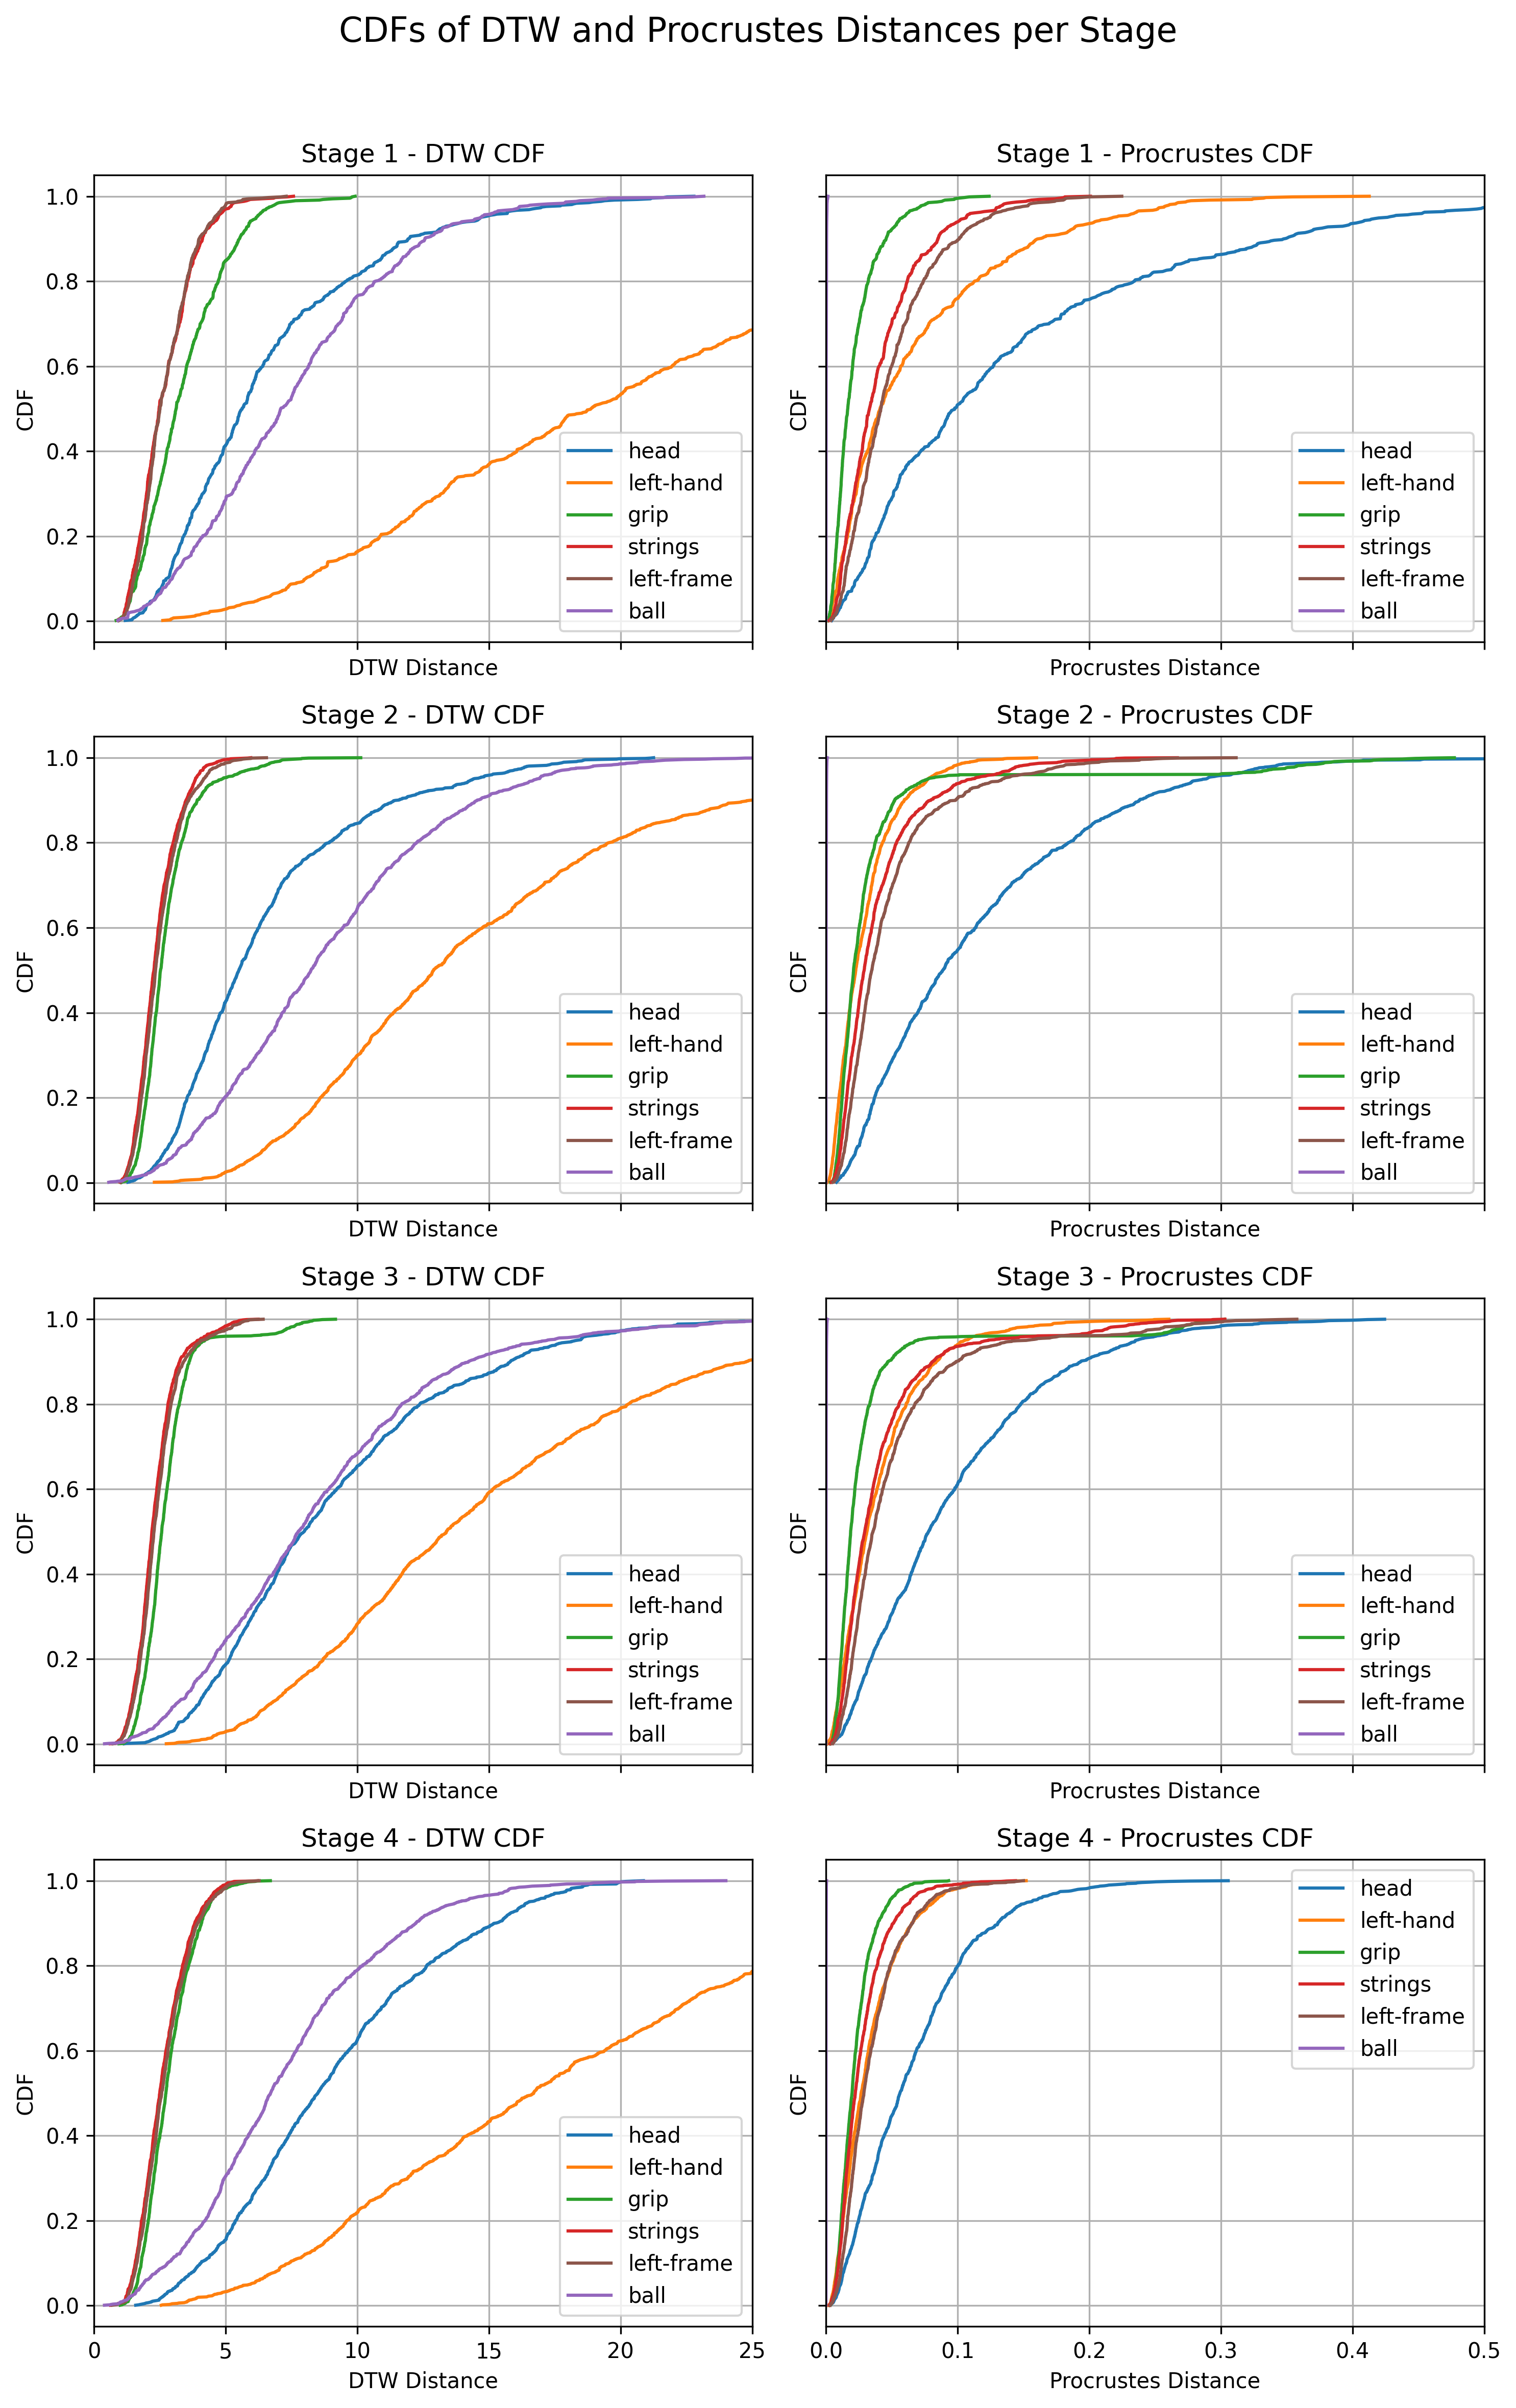 CDFs of DTW and Procrustes Distances per Stage
Stage 1 - DTW CDF
1.0
0.8
0.6
0.4
0.2
0.0
CDF
head
left-hand
grip
strings
left-frame
ball
DTW Distance
Stage 1 - Procrustes CDF
CDF
head
left-hand
grip
strings
left-frame
ball
Procrustes Distance
Stage 2 - DTW CDF
1.0
0.8
0.6
0.4
0.2
0.0
CDF
head
left-hand
grip
strings
left-frame
ball
DTW Distance
Stage 2 - Procrustes CDF
CDF
head
left-hand
grip
strings
left-frame
ball
Procrustes Distance
Stage 3 - DTW CDF
1.0
0.8
0.6
0.4
0.2
0.0
CDF
head
left-hand
grip
strings
left-frame
ball
DTW Distance
Stage 3 - Procrustes CDF
CDF
head
left-hand
grip
strings
left-frame
ball
Procrustes Distance
Stage 4 - DTW CDF
1.0
0.8
0.6
0.4
0.2
0.0
CDF
head
left-hand
grip
strings
left-frame
ball
0 5 10 15 20 25
DTW Distance
Stage 4 - Procrustes CDF
CDF
head
left-hand
grip
strings
left-frame
ball
0.0 0.1 0.2 0.3 0.4 0.5
Procrustes Distance